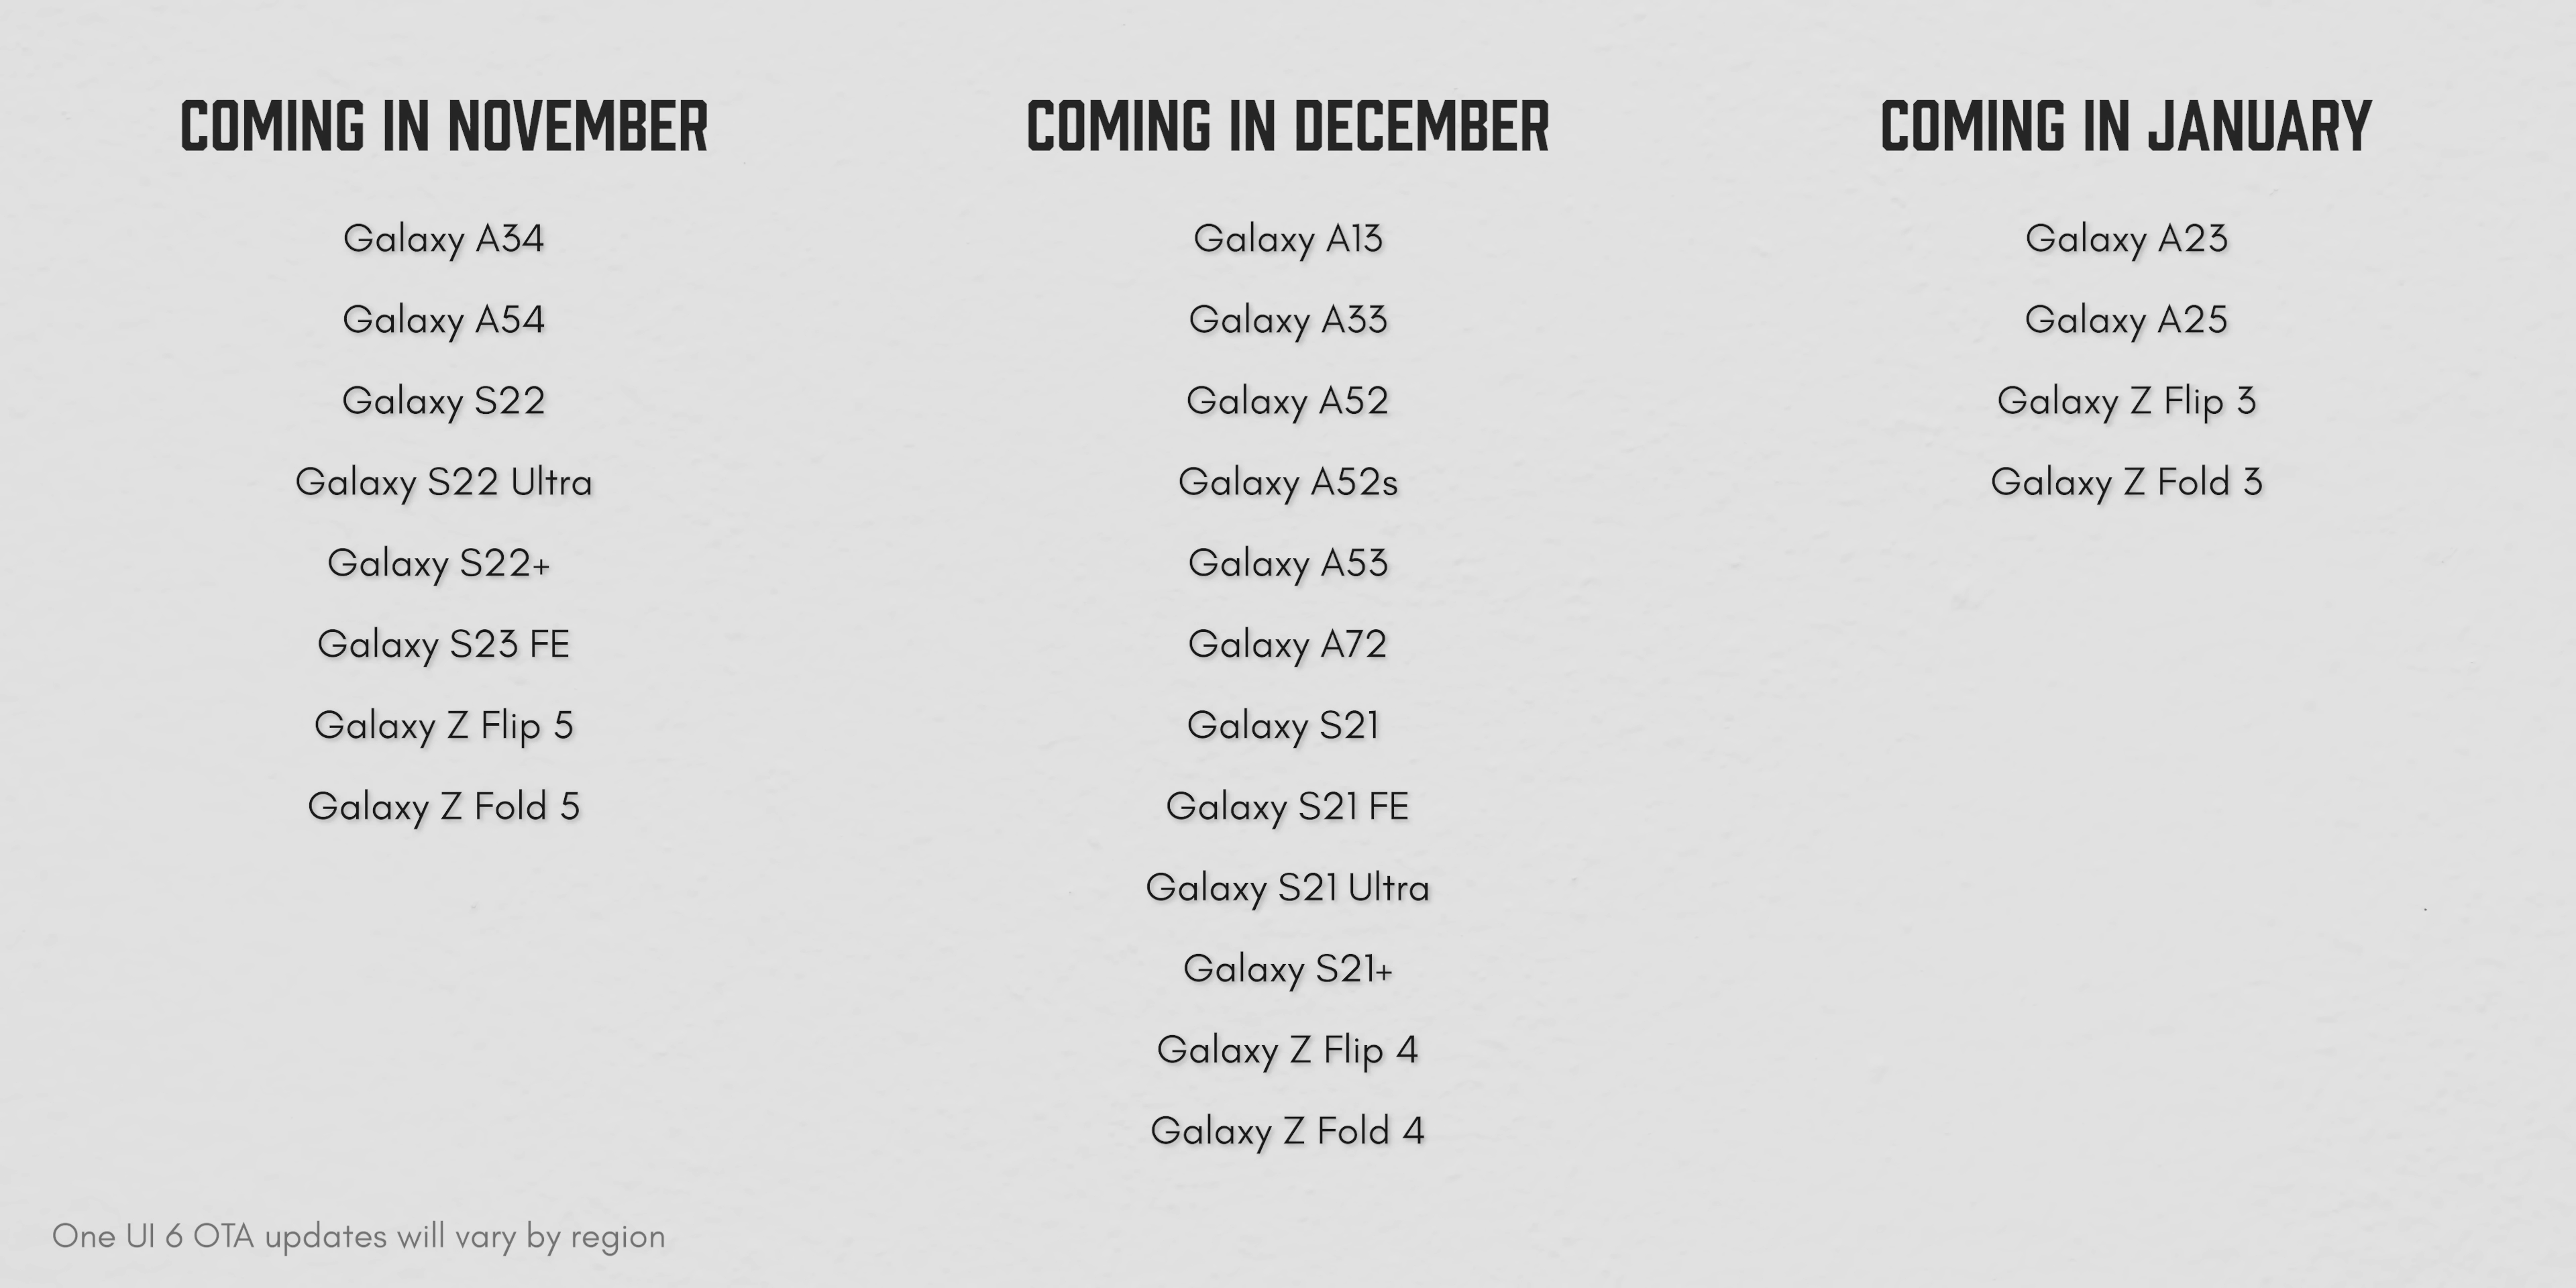 COMING IN NOVEMBER
Galaxy A34
Galaxy A54
Galaxy S22
Galaxy S22 Ultra
Galaxy S22+
Galaxy S23 FE
Galaxy Z Flip 5
Galaxy Z Fold 5
COMING IN DECEMBER
Galaxy A13
Galaxy A33
Galaxy A52
Galaxy A52s
Galaxy A53
Galaxy A72
Galaxy S21
Galaxy S21 FE
Galaxy S21 Ultra
Galaxy S21+
Galaxy Z Flip 4
Galaxy Z Fold 4
COMING IN JANUARY
Galaxy A23
Galaxy A25
Galaxy Z Flip 3
Galaxy Z Fold 3
One UI 6 OTA updates will vary by region